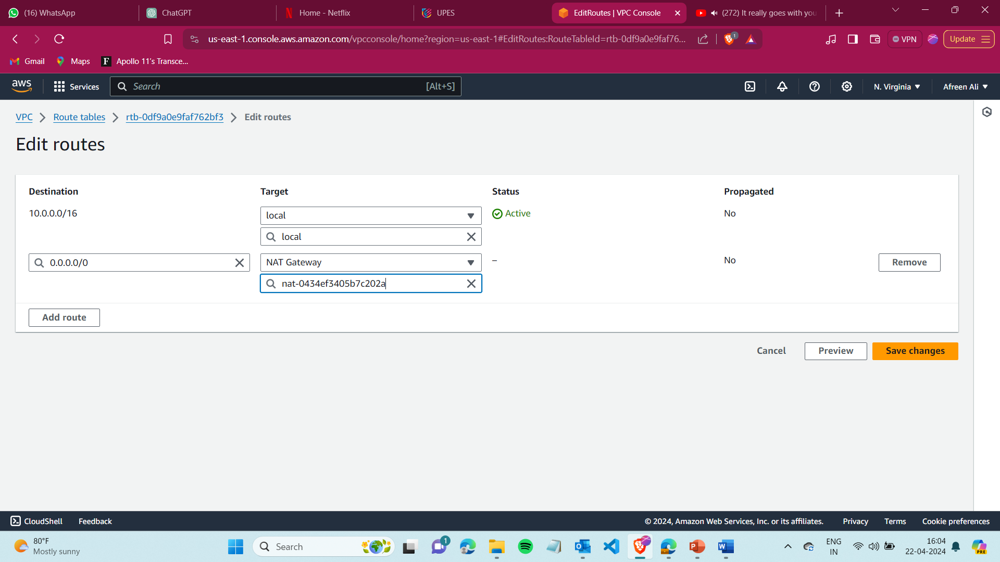 (16) WhatsApp
ChatGPT
Home - Netflix
UPES
EditRoutes | VPC Console
(272) It really goes with you
us-east-1.console.aws.amazon.com/vpcconsole/home?region=us-east-1#EditRoutes:RouteTableId=rtb-0df9a0e9faf76...
1
VPN
Update
Gmail
Maps
F
Apollo 11's Transce...
aws
Services
Search
[Alt+S]
N. Virginia
Afreen Ali
VPC
Route tables
rtb-0df9a0e9faf762bf3
Edit routes
Edit routes
Destination
Target
Status
Propagated
10.0.0.0/16
local
Active
No
local
0.0.0.0/0
NAT Gateway
–
No
Remove
nat-0434ef3405b7c202a
Add route
Cancel
Preview
Save changes
CloudShell
Feedback
© 2024, Amazon Web Services, Inc. or its affiliates.
Privacy
Terms
Cookie preferences
80°F
Mostly sunny
Search
1
ENG
IN
16:04
22-04-2024
PRE